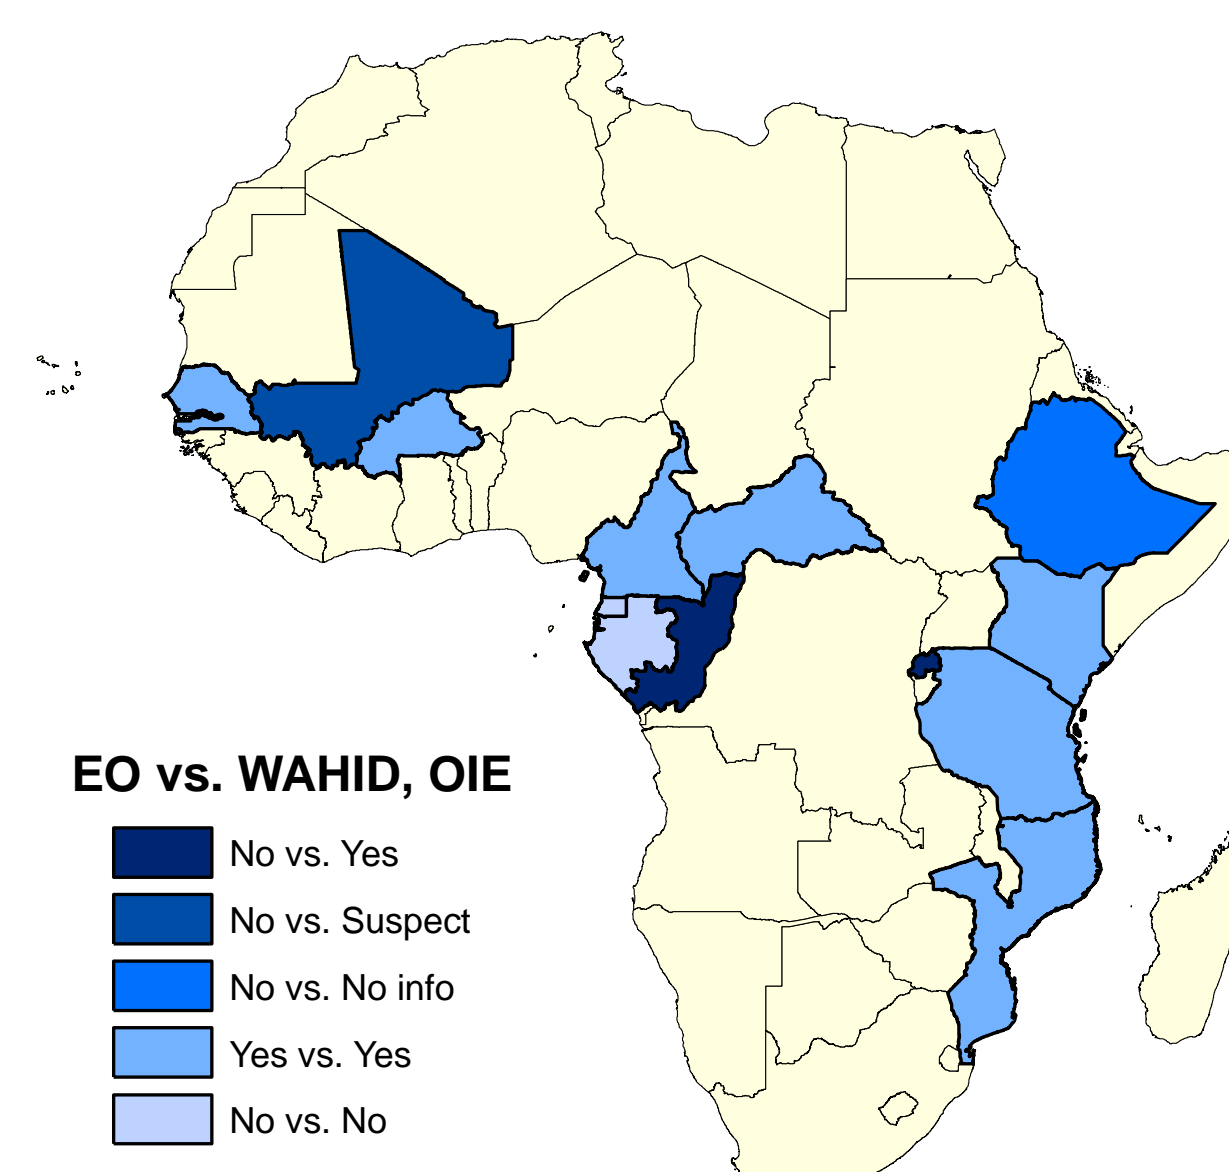 EO vs. WAHID, OIE
No vs. Yes
No vs. Suspect
No vs. No info
Yes vs. Yes
No vs. No